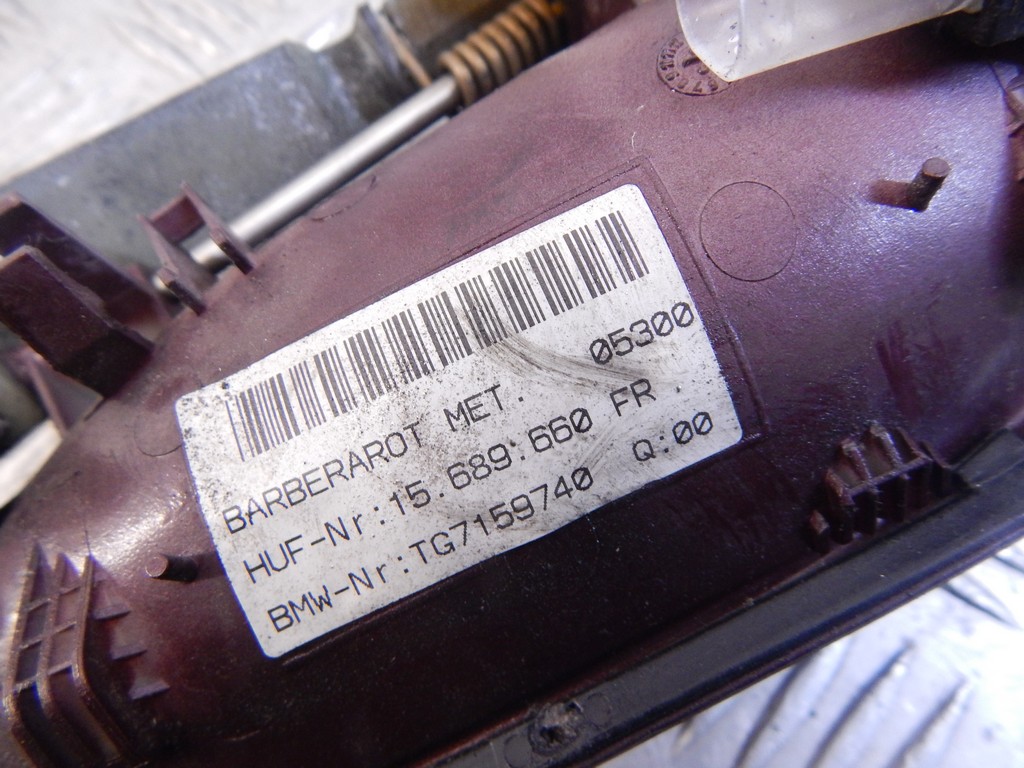 BARBERAROT MET. 05300
HUF-Nr:15.689.660 FR.
BMW-Nr:TG7159740 Q:00